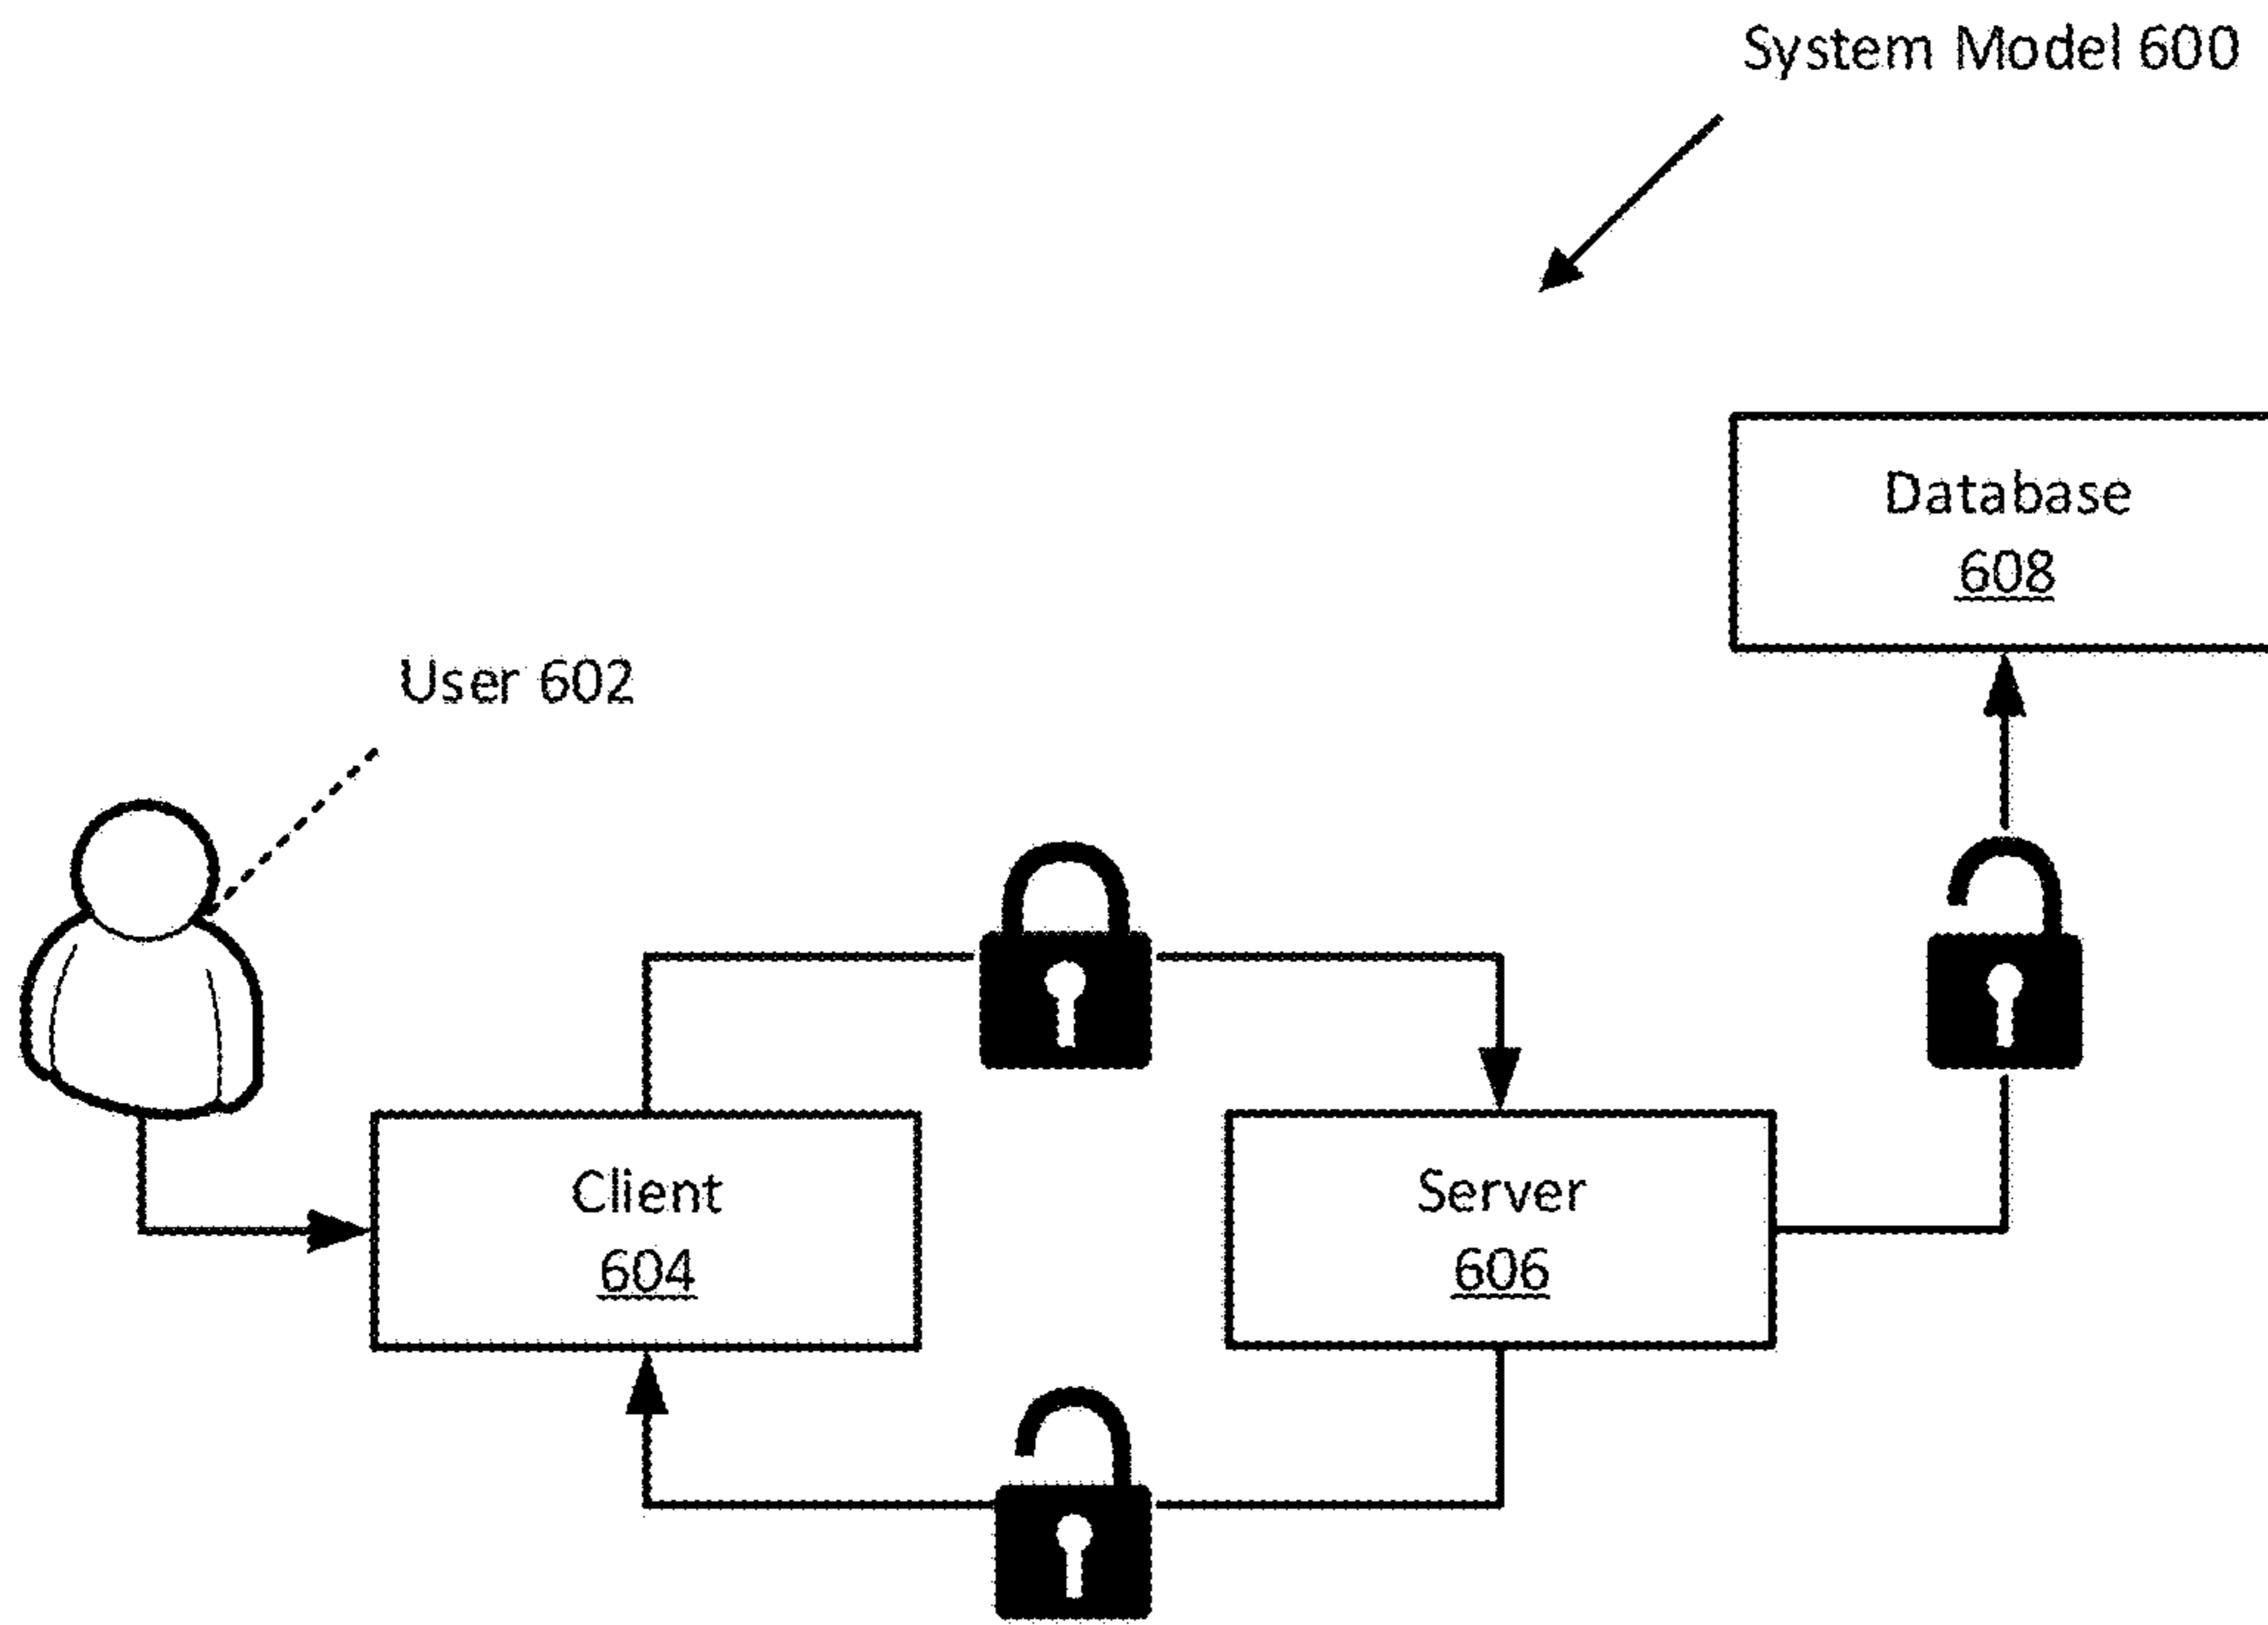 System Model 600
Database
608
User 602
Client
604
Server
606